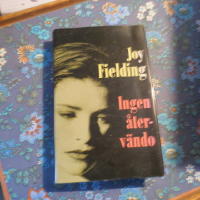 Joy
Fielding
Ingen
åter-
vändo